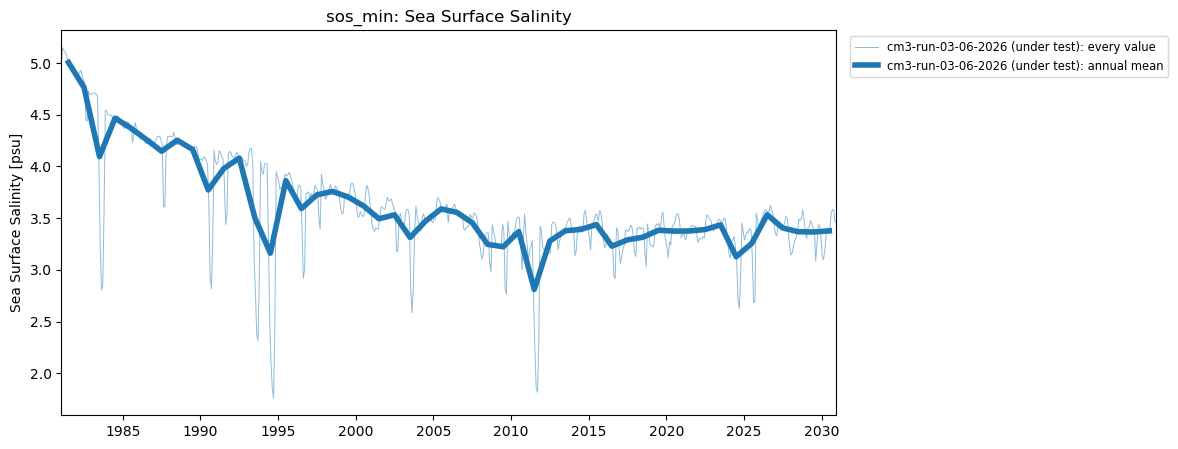 sos_min: Sea Surface Salinity
cm3-run-03-06-2026 (under test): every value
cm3-run-03-06-2026 (under test): annual mean
Sea Surface Salinity [psu]
5.0
4.5
4.0
3.5
3.0
2.5
2.0
1985 1990 1995 2000 2005 2010 2015 2020 2025 2030